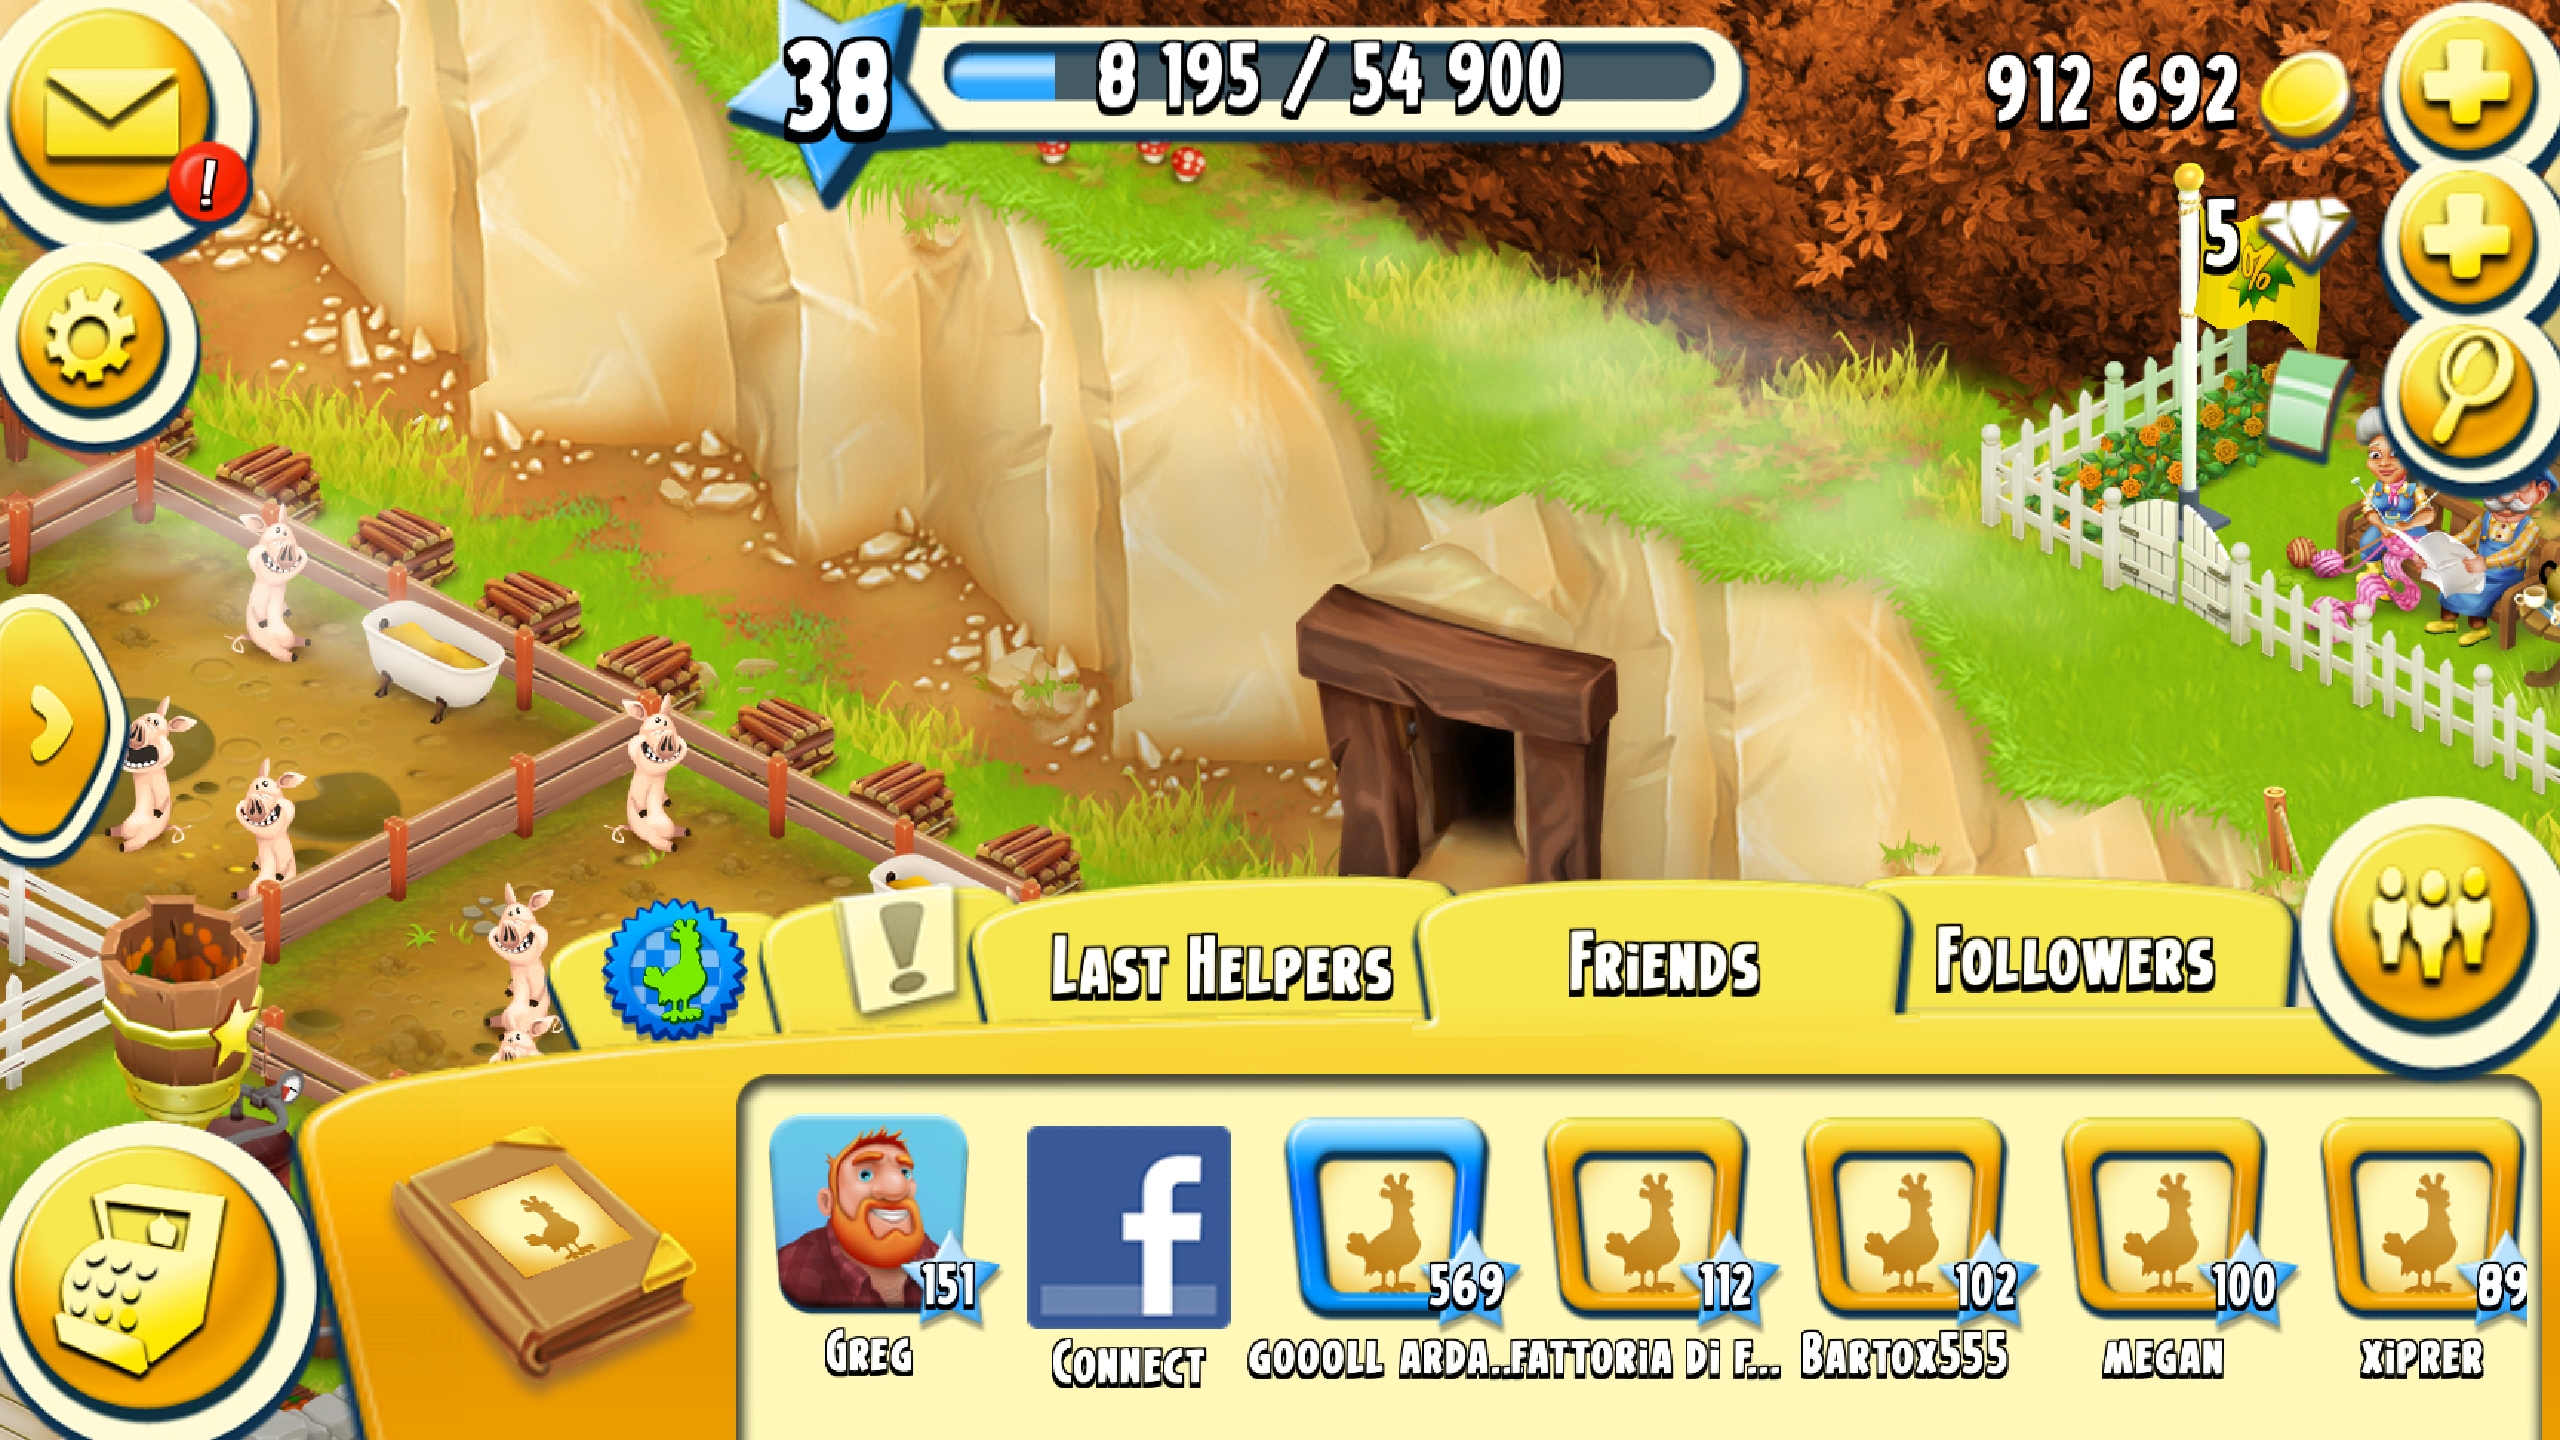 38
8 195 / 54 900
912 692
!
5
%
!
LAST HELPERS
FRiENDS
FOLLOWERS
151
f
569
112
102
100
89
GREG
CONNECT
GOOOLL ARDA...
FATTORiA Di F...
BARTOX555
MEGAN
XiPRER